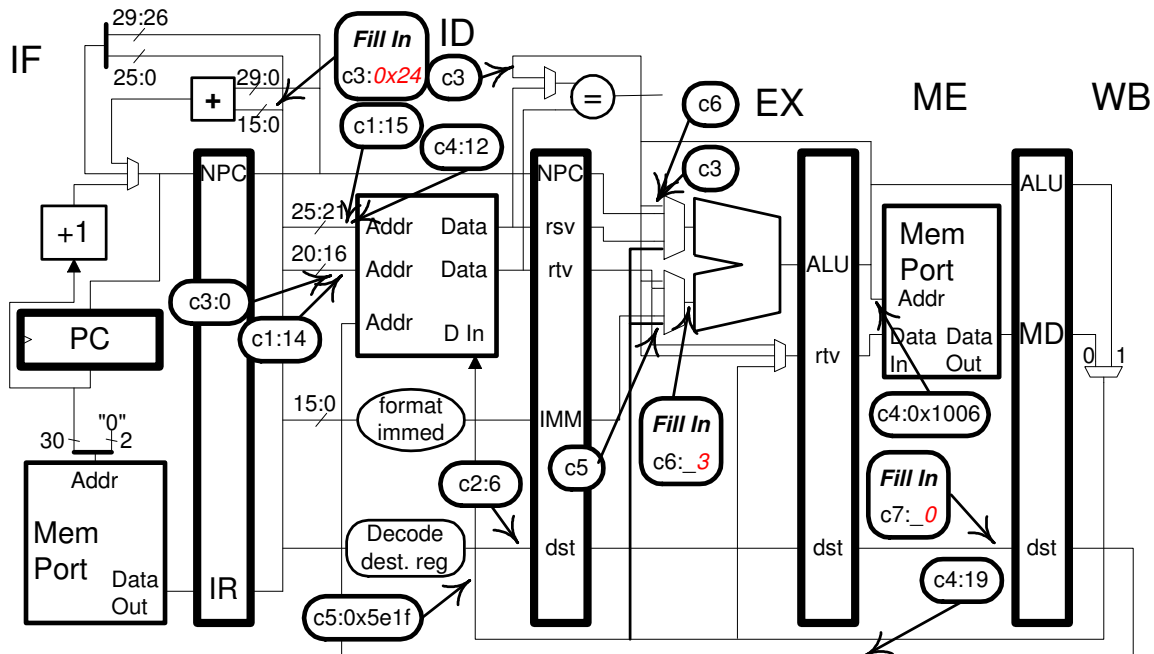 29:26
IF
25:0
Fill In
c3:0x24
ID
c3
+
29:0
15:0
=
c6
EX
ME
WB
c1:15
c4:12
c3
NPC
NPC
ALU
+1
25:21
Addr
Data
rsv
Mem
Port
20:16
Addr
Data
rtv
ALU
Addr
c3:0
Addr
D In
PC
c1:14
rtv
Data
In
Data
Out
MD
0
1
15:0
format
immed
IMM
Fill In
c6:_3
c4:0x1006
30
"0"
2
c5
c2:6
Fill In
c7:_0
Addr
Mem
Port
Decode
dest. reg
dst
dst
dst
Data
Out
IR
c5:0x5e1f
c4:19